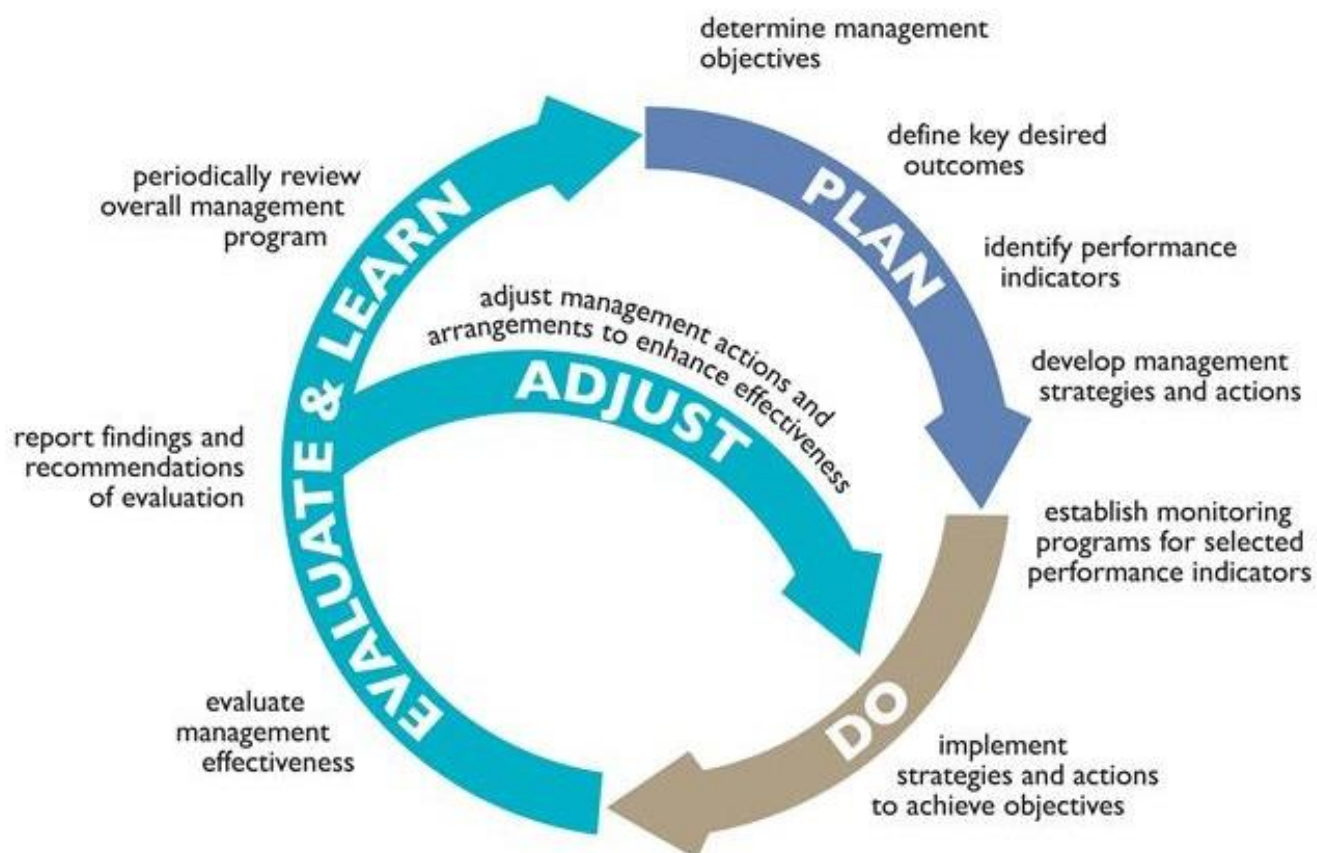 determine management
objectives
define key desired
outcomes
PLAN
identify performance
indicators
develop management
strategies and actions
establish monitoring
programs for selected
performance indicators
DO
implement
strategies and actions
to achieve objectives
evaluate
management
effectiveness
EVALUATE & LEARN
report findings and
recommendations
of evaluation
periodically review
overall management
program
adjust management actions and
arrangements to enhance effectiveness
ADJUST